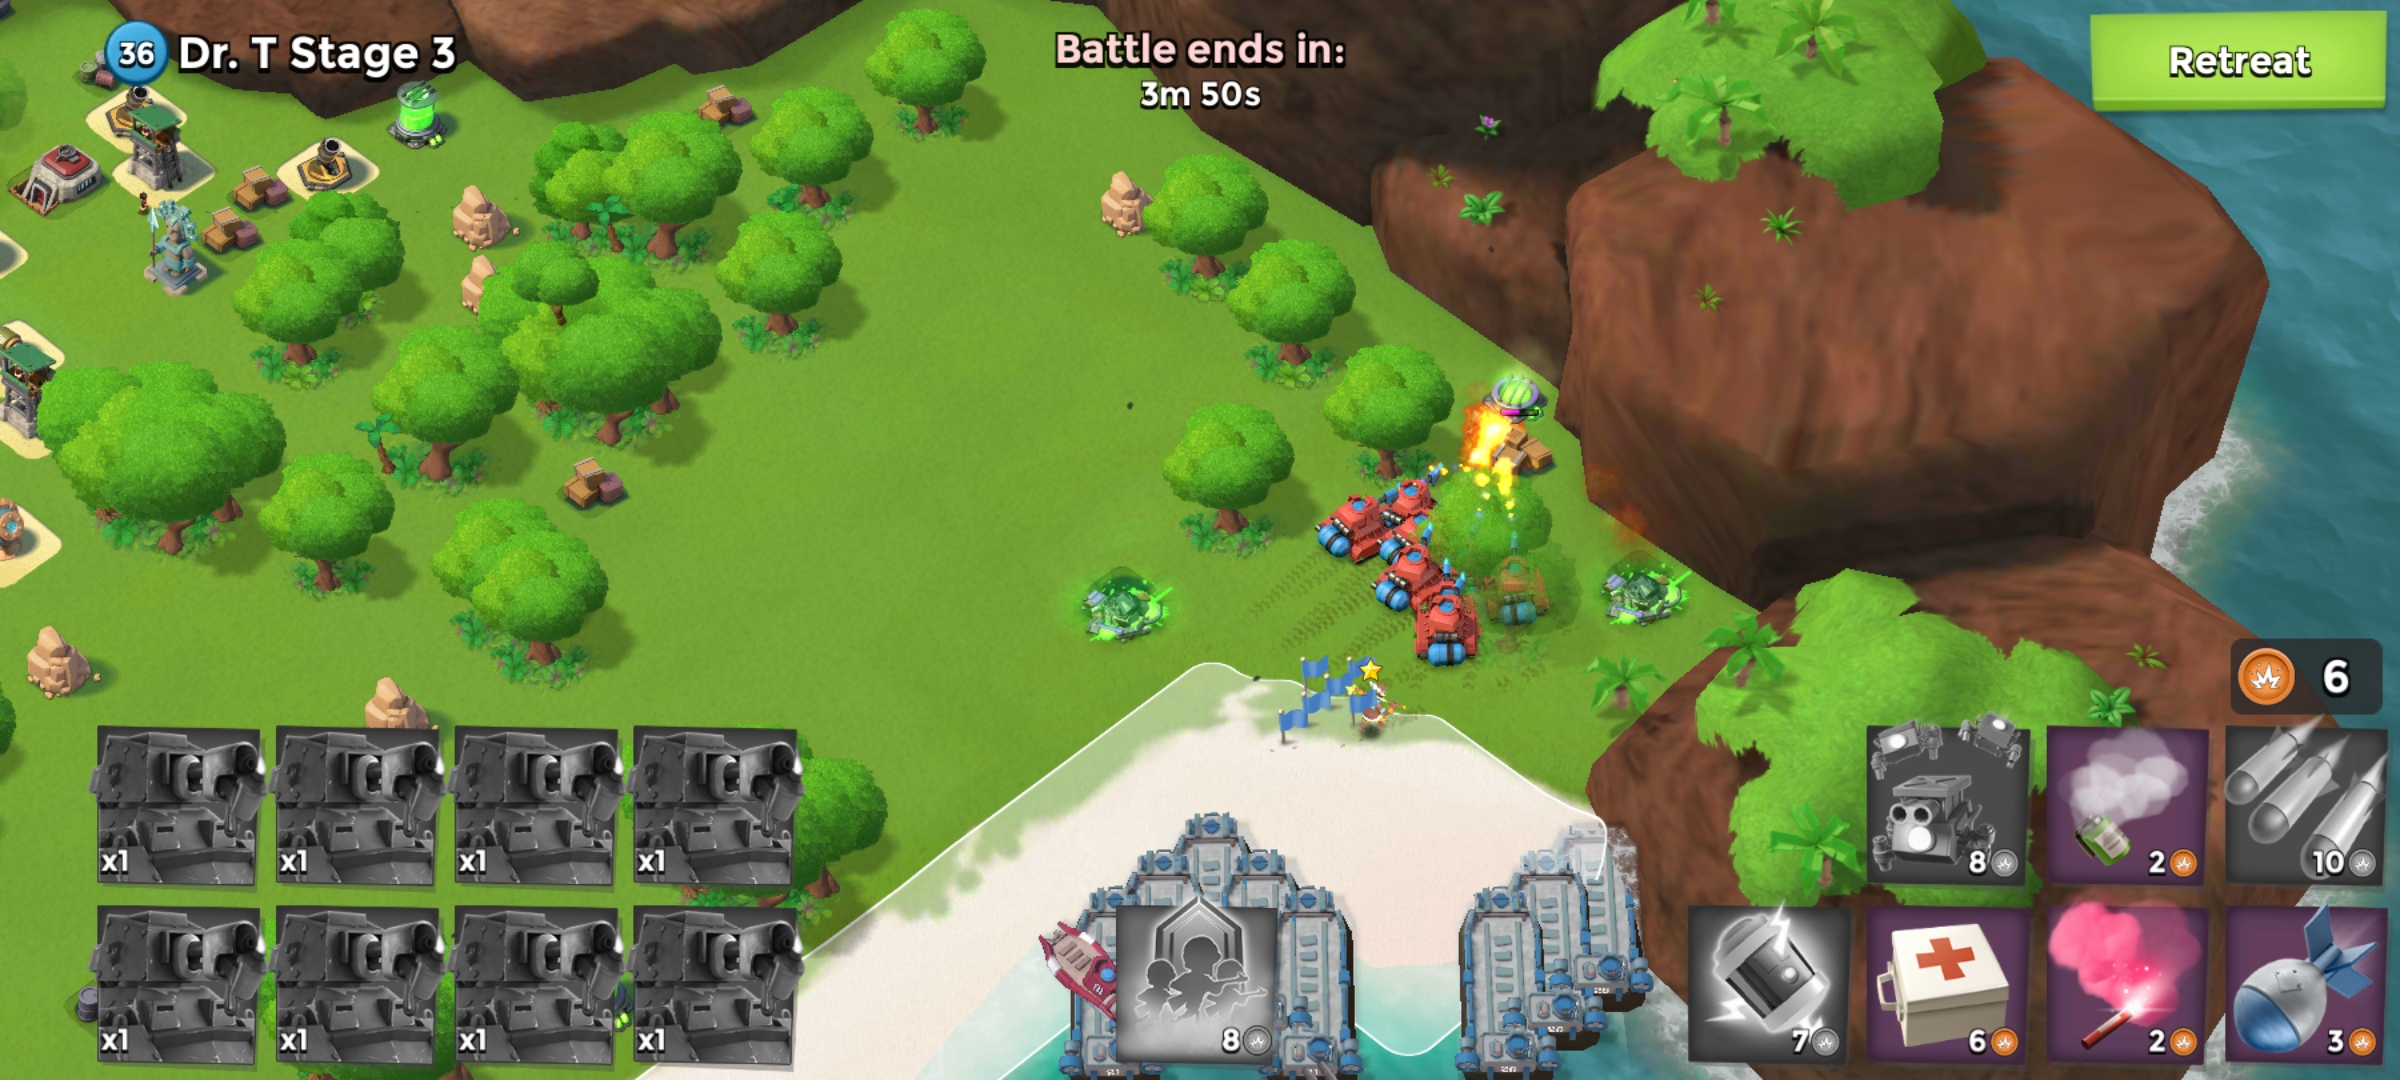 36 Dr. T Stage 3
Battle ends in:
3m 50s
Retreat
6
x1 x1 x1 x1
8 2 10
x1 x1 x1 x1
8
7 6 2 3